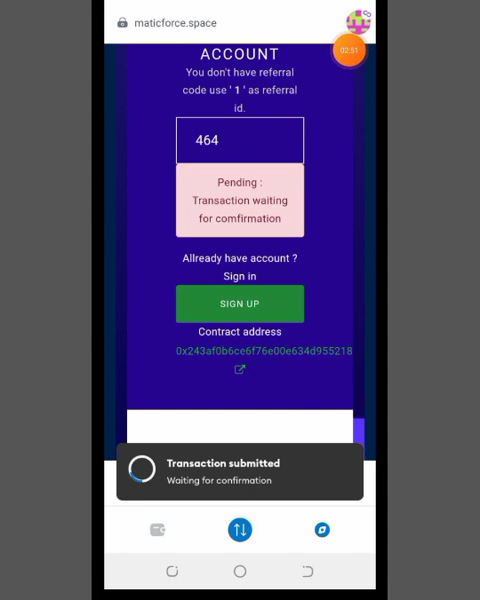 maticforce.space
02:51
ACCOUNT
You don't have referral
code use ' 1 ' as referral
id.
464
Pending :
Transaction waiting
for comfirmation
Allready have account ?
Sign in
SIGN UP
Contract address
0x243af0b6ce6f76e00e634d955218
Transaction submitted
Waiting for confirmation